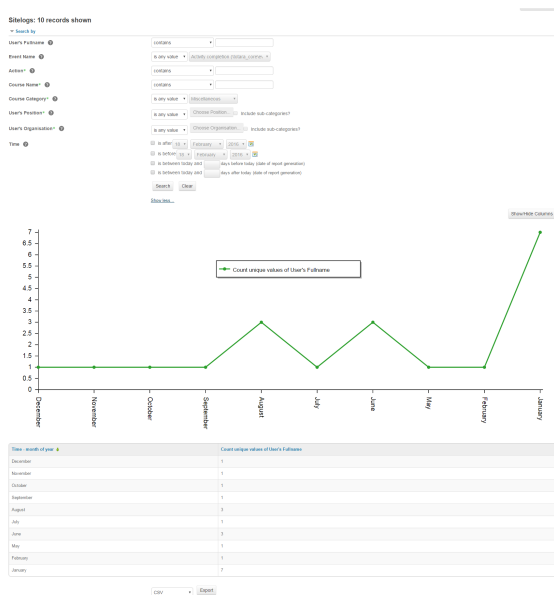 Sitelogs: 10 records shown
Search by
User's Fullname contains
Event Name is any value Activity completion (\totara_connec
Action* contains
Course Name* contains
Course Category* is any value Miscellaneous
User's Position* is any value Choose Position... Include sub-categories?
User's Organisation* is any value Choose Organisation... Include sub-categories?
Time is after 10 February 2016
is before 10 February 2016
is between today and days before today (date of report generation)
is between today and days after today (date of report generation)
Search Clear
Show less...
Show/Hide Columns
Count unique values of User's Fullname
7
6.5
6
5.5
5
4.5
4
3.5
3
2.5
2
1.5
1
0.5
0
December November October September August July June May February January
Time - month of year Count unique values of User's Fullname
December 1
November 1
October 1
September 1
August 3
July 1
June 3
May 1
February 1
January 7
CSV Export